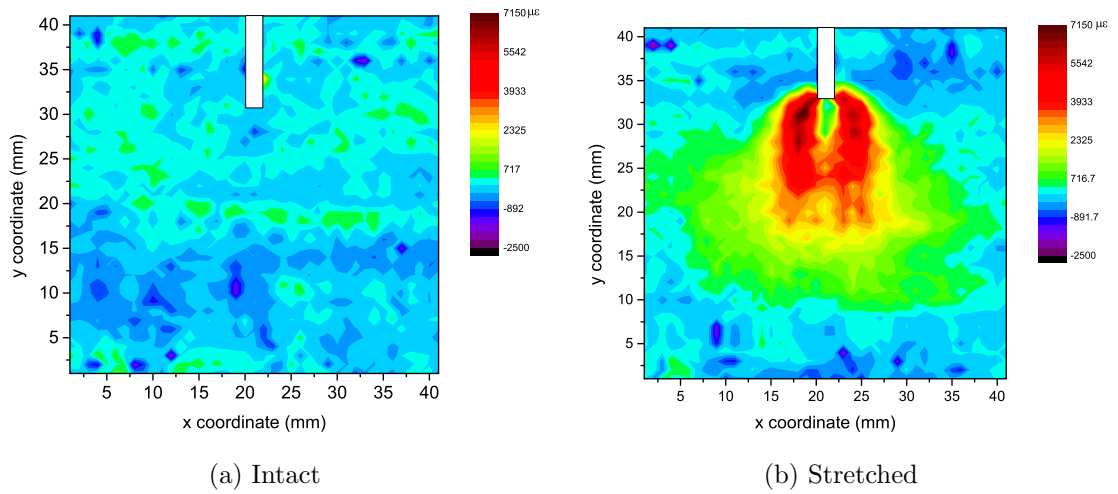 7150 με
5542
3933
2325
717
-892
-2500
40
35
30
25
20
15
10
5
y coordinate (mm)
5 10 15 20 25 30 35 40
x coordinate (mm)
(a) Intact
7150 με
5542
3933
2325
716.7
-891.7
-2500
40
35
30
25
20
15
10
5
y coordinate (mm)
5 10 15 20 25 30 35 40
x coordinate (mm)
(b) Stretched